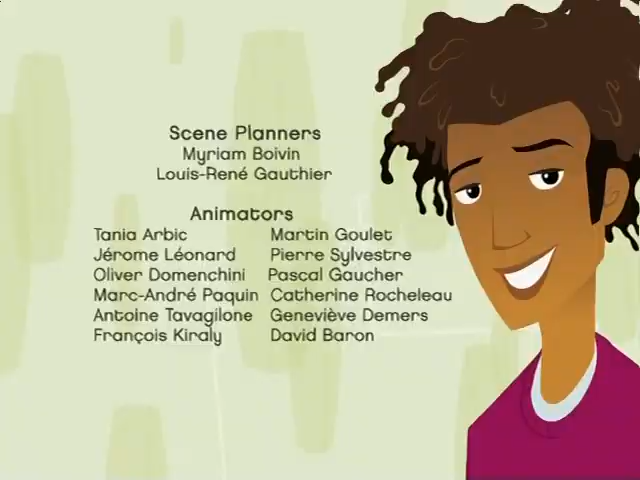 Scene Planners
Myriam Boivin
Louis-René Gauthier
Animators
Tania Arbic Martin Goulet
Jérome Léonard Pierre Sylvestre
Oliver Domenchini Pascal Gaucher
Marc-André Paquin Catherine Rocheleau
Antoine Tavagilone Geneviève Demers
François Kiraly David Baron